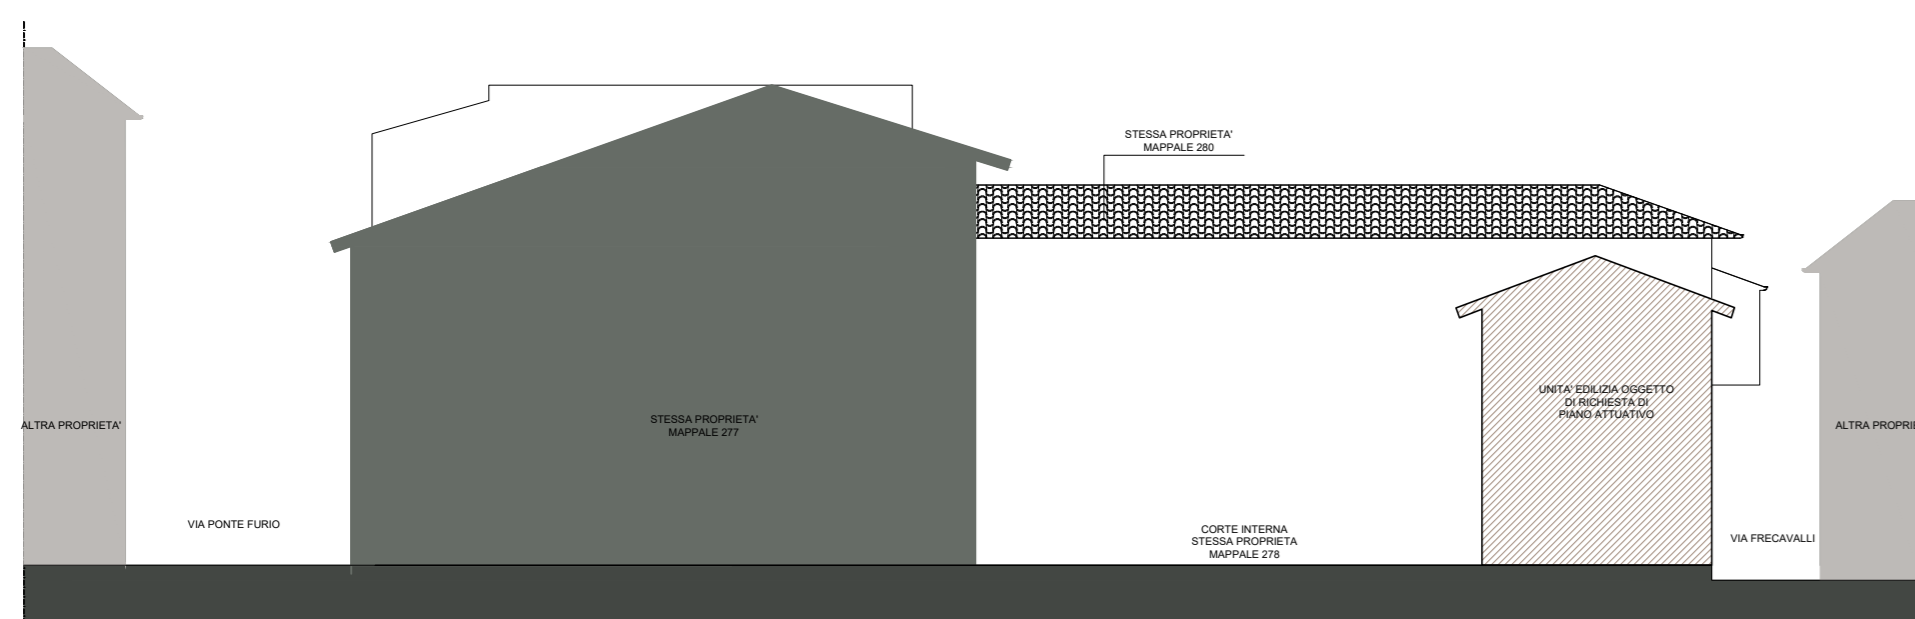 STESSA PROPRIETA'
MAPPALE 280
UNITA' EDILIZIA OGGETTO
DI RICHIESTA DI
PIANO ATTUATIVO
STESSA PROPRIETA'
MAPPALE 277
ALTRA PROPRIETA'
ALTRA PROPRIE
VIA PONTE FURIO
CORTE INTERNA
STESSA PROPRIETA
MAPPALE 278
VIA FRECAVALLI